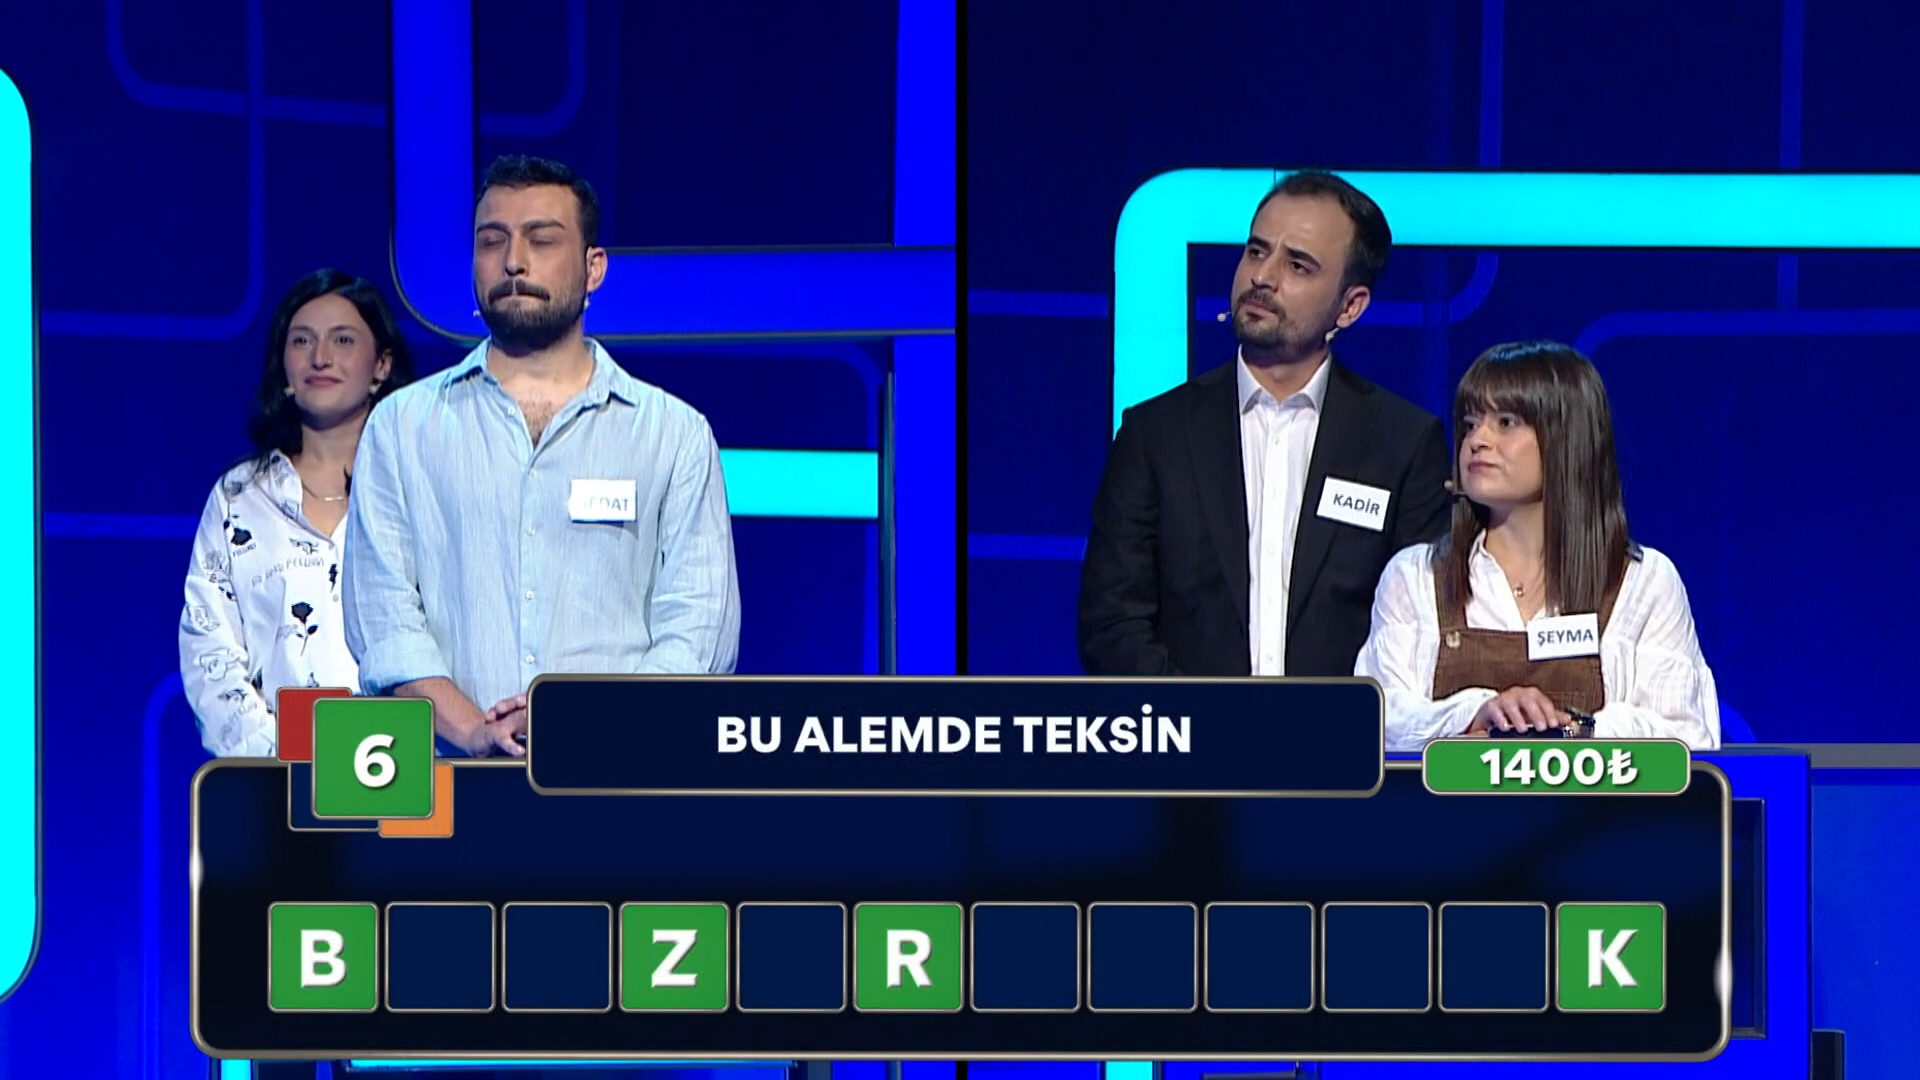 KADİR
ŞEYMA
6
BU ALEMDE TEKSİN
1400₺
B Z R K